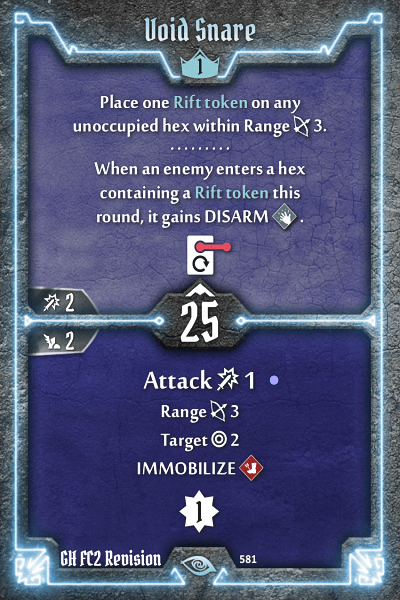 Void Snare
1
Place one Rift token on any
unoccupied hex within Range 3.
.........
When an enemy enters a hex
containing a Rift token this
round, it gains DISARM .
2
25
2
Attack 1
Range 3
Target 2
IMMOBILIZE
1
GH FC2 Revision
581